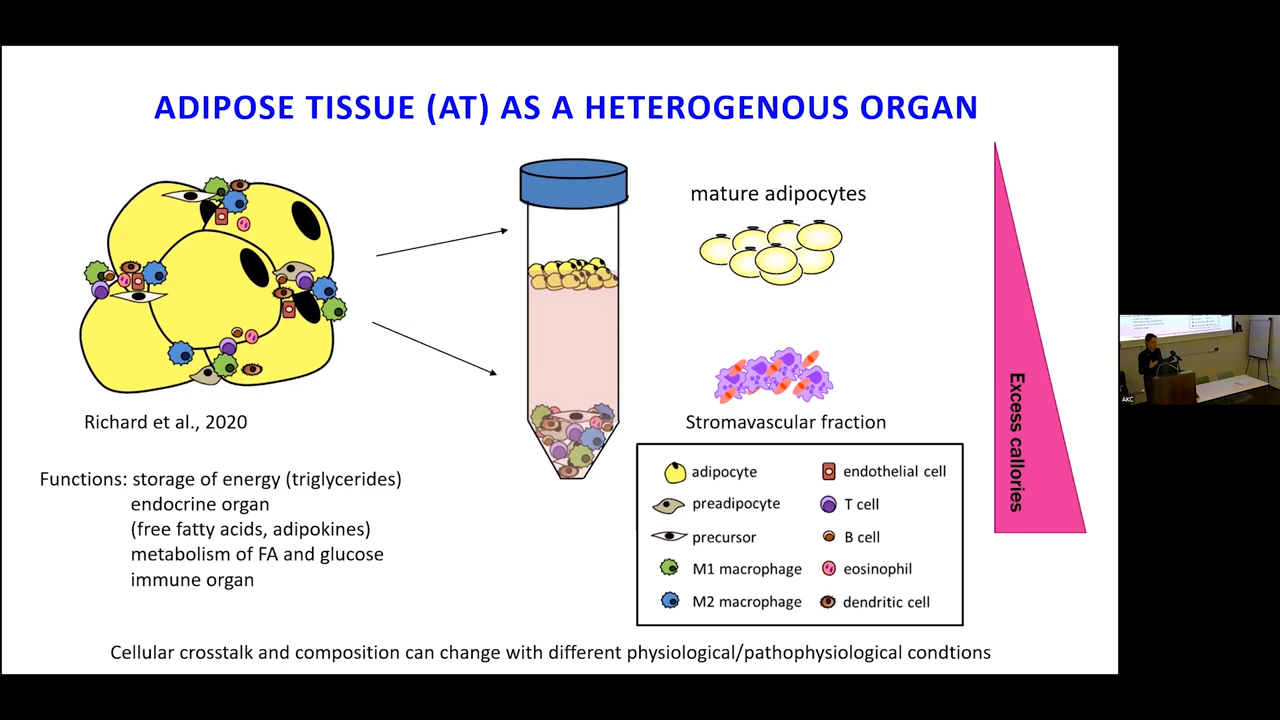 ADIPOSE TISSUE (AT) AS A HETEROGENOUS ORGAN
mature adipocytes
Richard et al., 2020
Stromavascular fraction
Excess callories
Functions: storage of energy (triglycerides)
endocrine organ
(free fatty acids, adipokines)
metabolism of FA and glucose
immune organ
adipocyte
preadipocyte
precursor
M1 macrophage
M2 macrophage
endothelial cell
T cell
B cell
eosinophil
dendritic cell
Cellular crosstalk and composition can change with different physiological/pathophysiological condtions
AKC